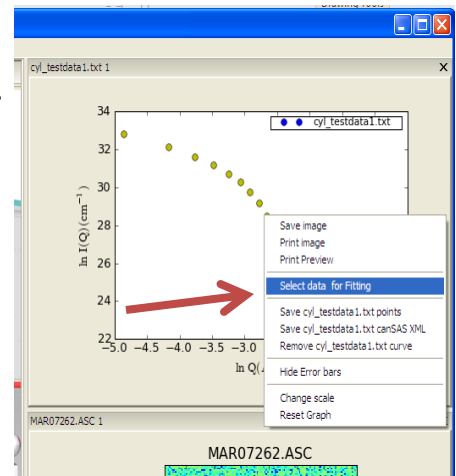 cyl_testdata1.txt 1
X
34
32
30
28
26
24
22
ln I(Q)(cm⁻¹)
cyl_testdata1.txt
−5.0 −4.5 −4.0 −3.5 −3.0
ln Q(
Save image
Print image
Print Preview
Select data for Fitting
Save cyl_testdata1.txt points
Save cyl_testdata1.txt canSAS XML
Remove cyl_testdata1.txt curve
Hide Error bars
Change scale
Reset Graph
MAR07262.ASC 1
MAR07262.ASC